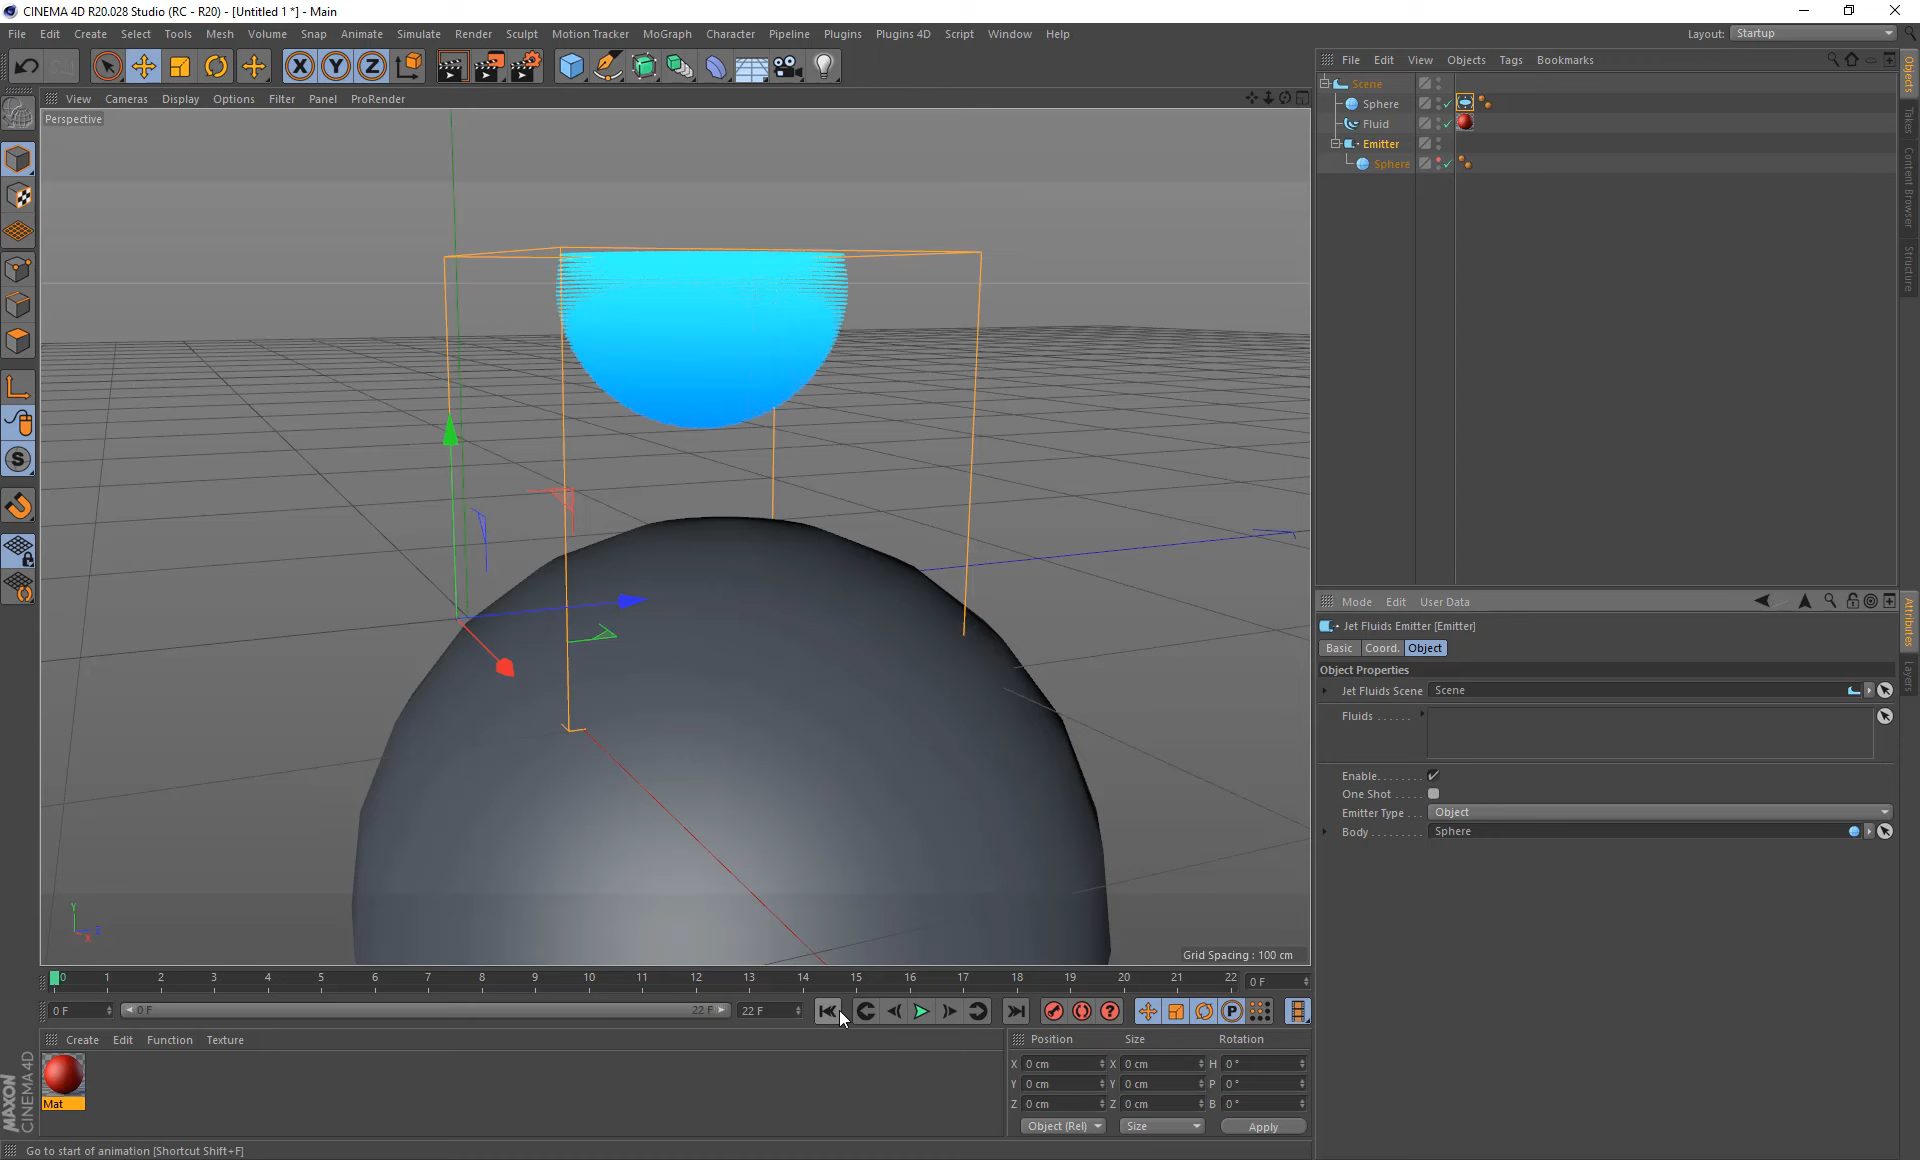 CINEMA 4D R20.028 Studio (RC - R20) - [Untitled 1 *] - Main
File Edit Create Select Tools Mesh Volume Snap Animate Simulate Render Sculpt Motion Tracker MoGraph Character Pipeline Plugins Plugins 4D Script Window Help
Layout: Startup
View Cameras Display Options Filter Panel ProRender
Perspective
File Edit View Objects Tags Bookmarks
Scene
Sphere
Fluid
Emitter
Sphere
Objects
Takes
Content Browser
Structure
Mode Edit User Data
Jet Fluids Emitter [Emitter]
Basic Coord. Object
Object Properties
Jet Fluids Scene Scene
Fluids . . . . . .
Enable. . . . . . . .
One Shot . . . . .
Emitter Type . . . Object
Body . . . . . . . . . Sphere
Attributes
Layers
Y
Z
X
Grid Spacing : 100 cm
0 1 2 3 4 5 6 7 8 9 10 11 12 13 14 15 16 17 18 19 20 21 22 0 F
0 F 0 F 22 F 22 F
Create Edit Function Texture
Mat
Position Size Rotation
X 0 cm X 0 cm H 0 °
Y 0 cm Y 0 cm P 0 °
Z 0 cm Z 0 cm B 0 °
Object (Rel) Size Apply
MAXON
CINEMA 4D
Go to start of animation [Shortcut Shift+F]